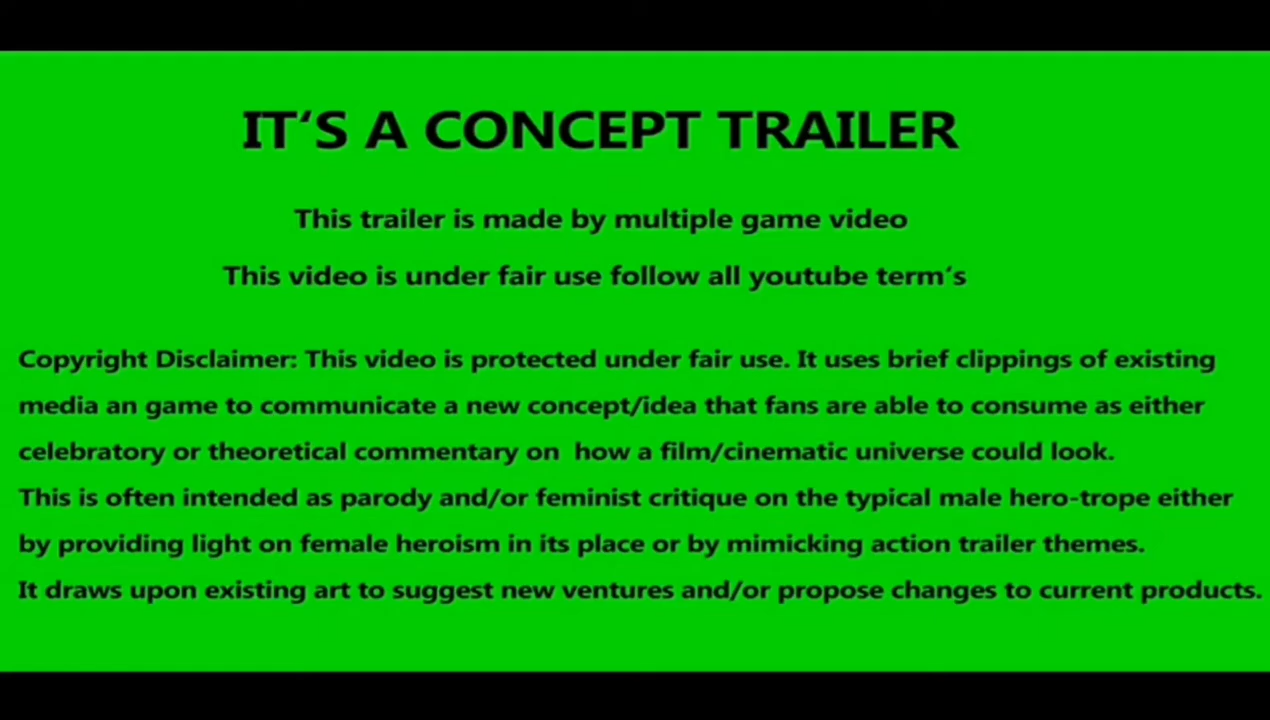 IT‘S A CONCEPT TRAILER
This trailer is made by multiple game video
This video is under fair use follow all youtube term‘s
Copyright Disclaimer: This video is protected under fair use. It uses brief clippings of existing
media an game to communicate a new concept/idea that fans are able to consume as either
celebratory or theoretical commentary on  how a film/cinematic universe could look.
This is often intended as parody and/or feminist critique on the typical male hero-trope either
by providing light on female heroism in its place or by mimicking action trailer themes.
It draws upon existing art to suggest new ventures and/or propose changes to current products.